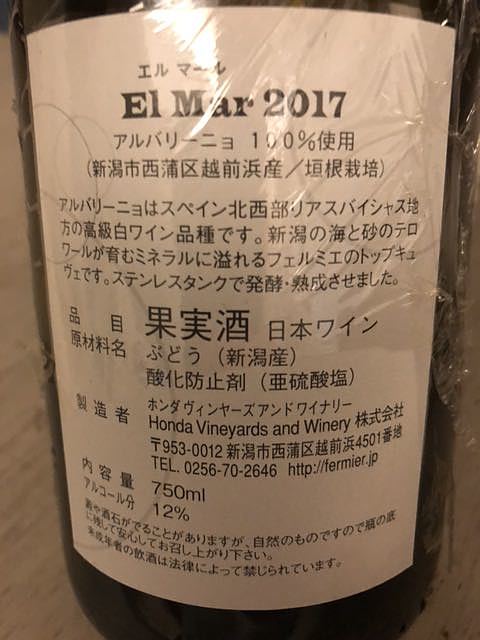 エル マール
El Mar 2017
アルバリーニョ 100%使用
(新潟市西蒲区越前浜産/垣根栽培)
アルバリーニョはスペイン北西部リアスバイシャス地
方の高級白ワイン品種です。新潟の海と砂のテロ
ワールが育むミネラルに溢れるフェルミエのトップキュ
ヴェです。ステンレスタンクで発酵・熟成させました。
品目 果実酒 日本ワイン
原材料名 ぶどう(新潟産)
酸化防止剤(亜硫酸塩)
製造者 ホンダ ヴィンヤーズ アンド ワイナリー
Honda Vineyards and Winery 株式会社
〒953-0012 新潟市西蒲区越前浜4501番地
TEL. 0256-70-2646 http://fermier.jp
内容量 750ml
アルコール分 12%
澱や酒石がでることがありますが、自然のものですので瓶の底
に残して安心してお召し上がり下さい。
未成年者の飲酒は法律によって禁じられています。